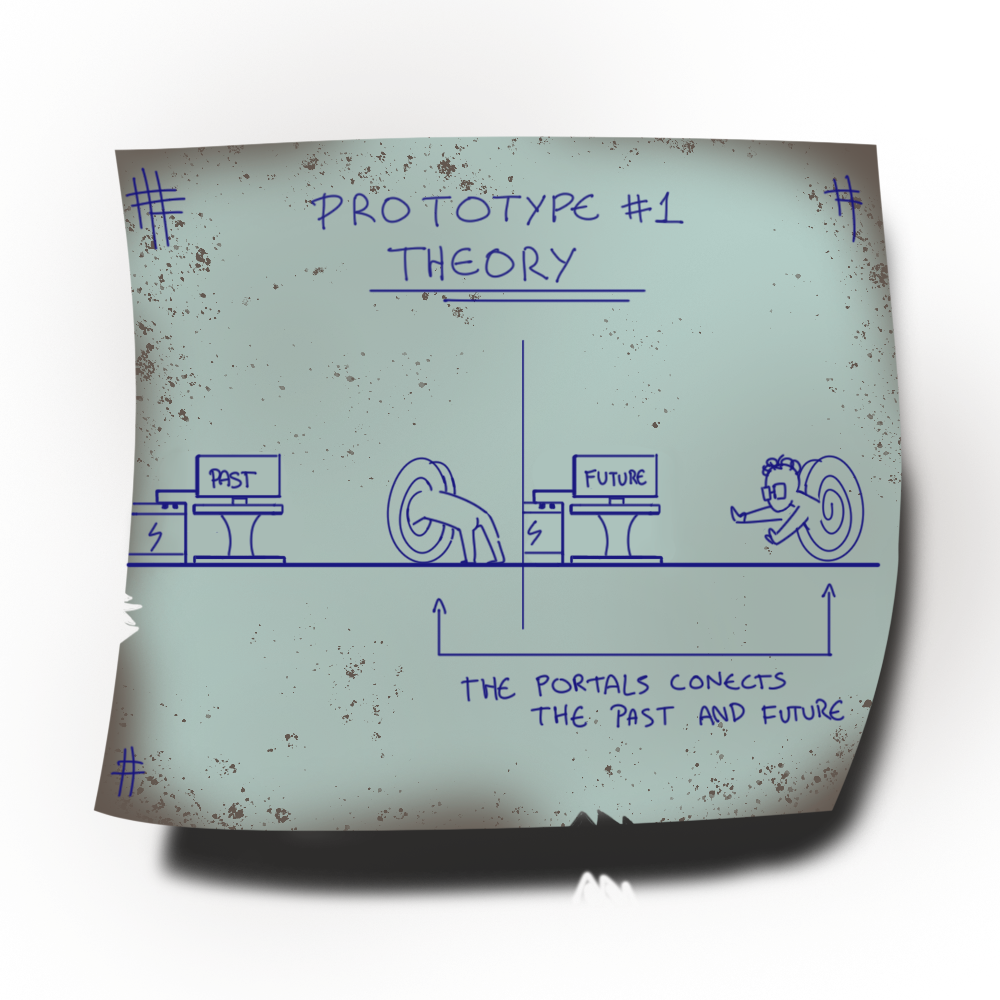 PROTOTYPE #1
THEORY
PAST
FUTURE
THE PORTALS CONECTS
THE PAST AND FUTURE